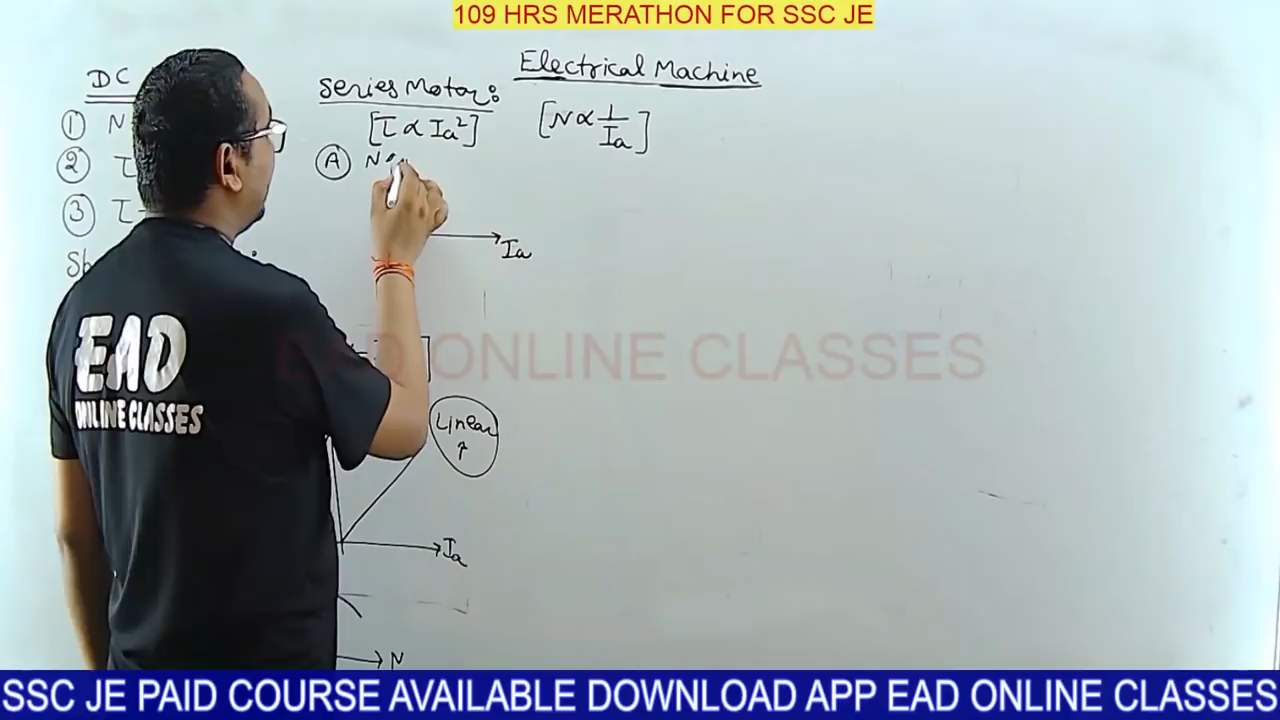 109 HRS MERATHON FOR SSC JE
Electrical Machine
DC
① N
② τ
③ τ -
Sh
Series Motor:
[τ ∝ Ia²] [N ∝ 1/Ia]
Ⓐ N
Ia
Linear ↑
Ia
N
EAD
ONLINE CLASSES
EAD ONLINE CLASSES
SSC JE PAID COURSE AVAILABLE DOWNLOAD APP EAD ONLINE CLASSES